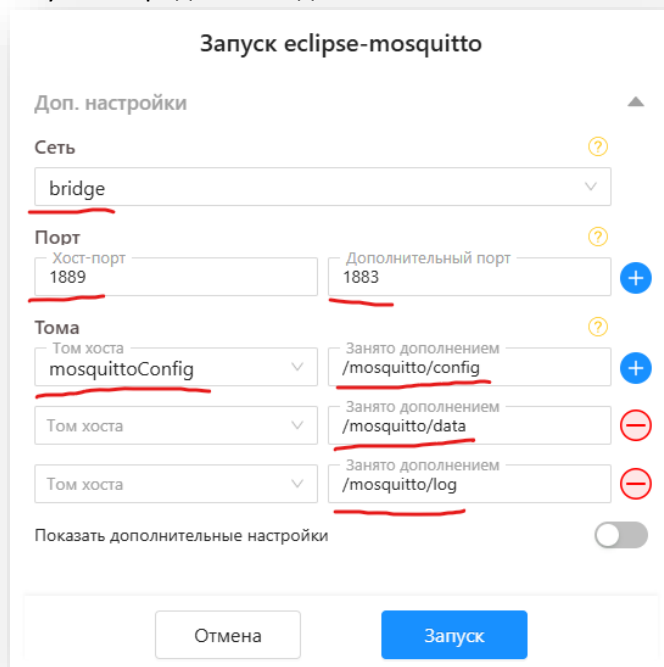 Запуск eclipse-mosquitto
Доп. настройки
Сеть
bridge
Порт
Хост-порт
1889
Дополнительный порт
1883
Тома
Том хоста
mosquittoConfig
Занято дополнением
/mosquitto/config
Том хоста
Занято дополнением
/mosquitto/data
Том хоста
Занято дополнением
/mosquitto/log
Показать дополнительные настройки
Отмена
Запуск